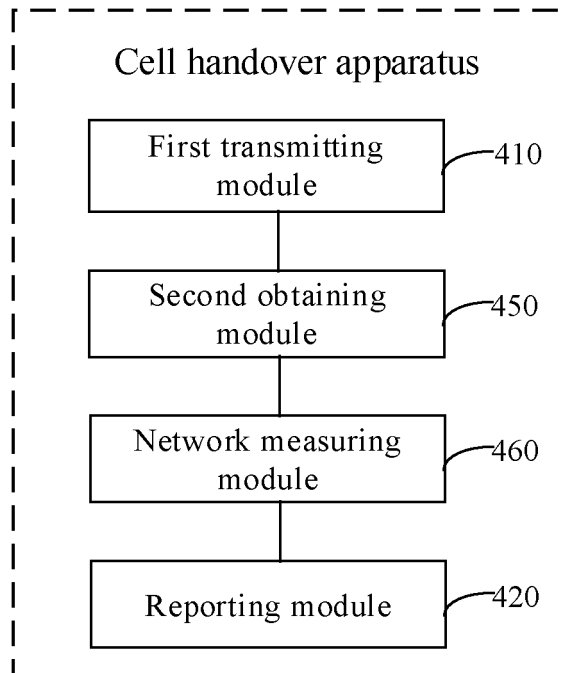 Cell handover apparatus
First transmitting
module
410
Second obtaining
module
450
Network measuring
module
460
Reporting module
420